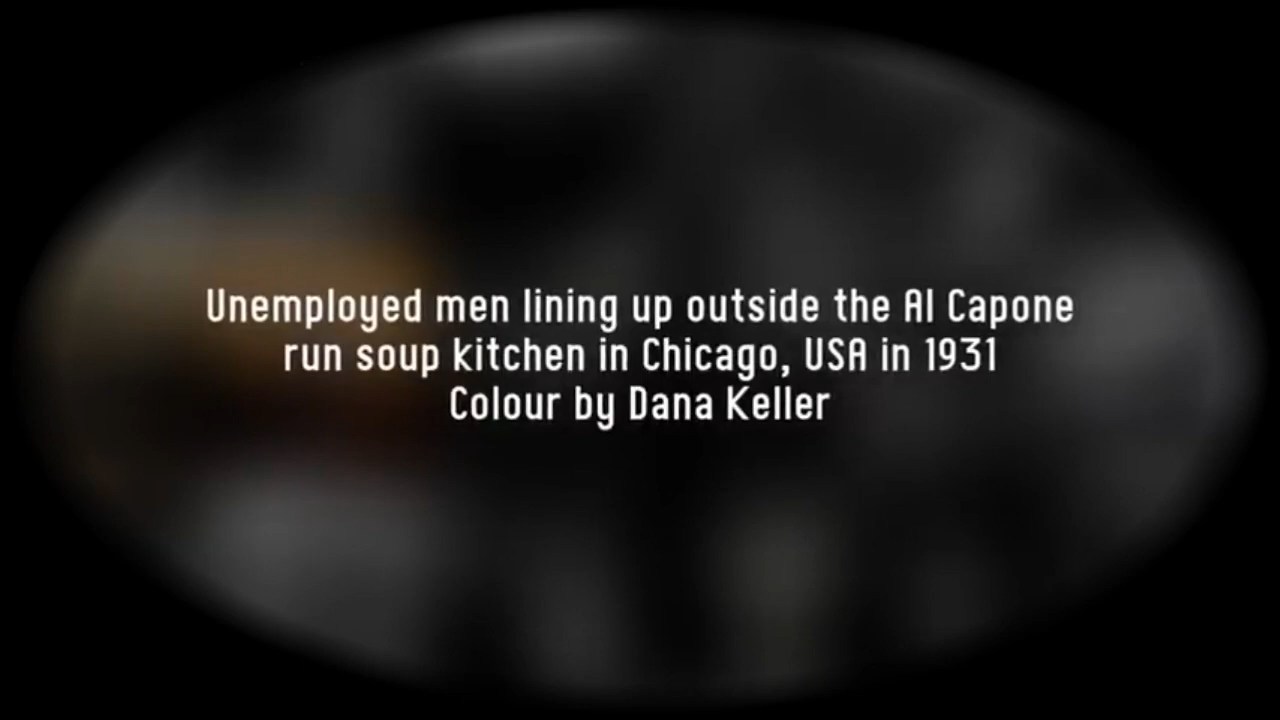 Unemployed men lining up outside the Al Capone
run soup kitchen in Chicago, USA in 1931
Colour by Dana Keller